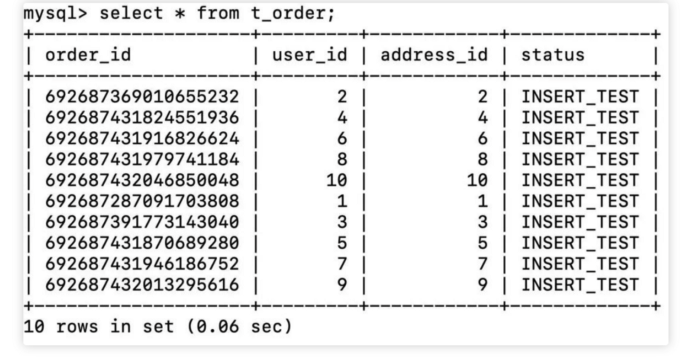 mysql> select * from t_order;
+--------------------+---------+------------+-------------+
| order_id           | user_id | address_id | status      |
+--------------------+---------+------------+-------------+
| 692687369010655232 |       2 |          2 | INSERT_TEST |
| 692687431824551936 |       4 |          4 | INSERT_TEST |
| 692687431916826624 |       6 |          6 | INSERT_TEST |
| 692687431979741184 |       8 |          8 | INSERT_TEST |
| 692687432046850048 |      10 |         10 | INSERT_TEST |
| 692687287091703808 |       1 |          1 | INSERT_TEST |
| 692687391773143040 |       3 |          3 | INSERT_TEST |
| 692687431870689280 |       5 |          5 | INSERT_TEST |
| 692687431946186752 |       7 |          7 | INSERT_TEST |
| 692687432013295616 |       9 |          9 | INSERT_TEST |
+--------------------+---------+------------+-------------+
10 rows in set (0.06 sec)